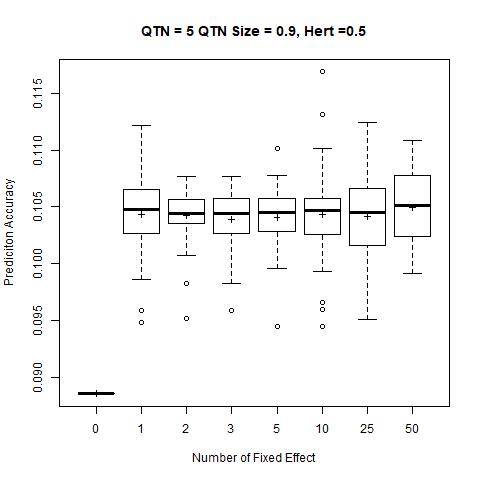 QTN = 5 QTN Size = 0.9, Hert =0.5
Prediciton Accuracy
0.115
0.110
0.105
0.100
0.095
0.090
0 1 2 3 5 10 25 50
Number of Fixed Effect